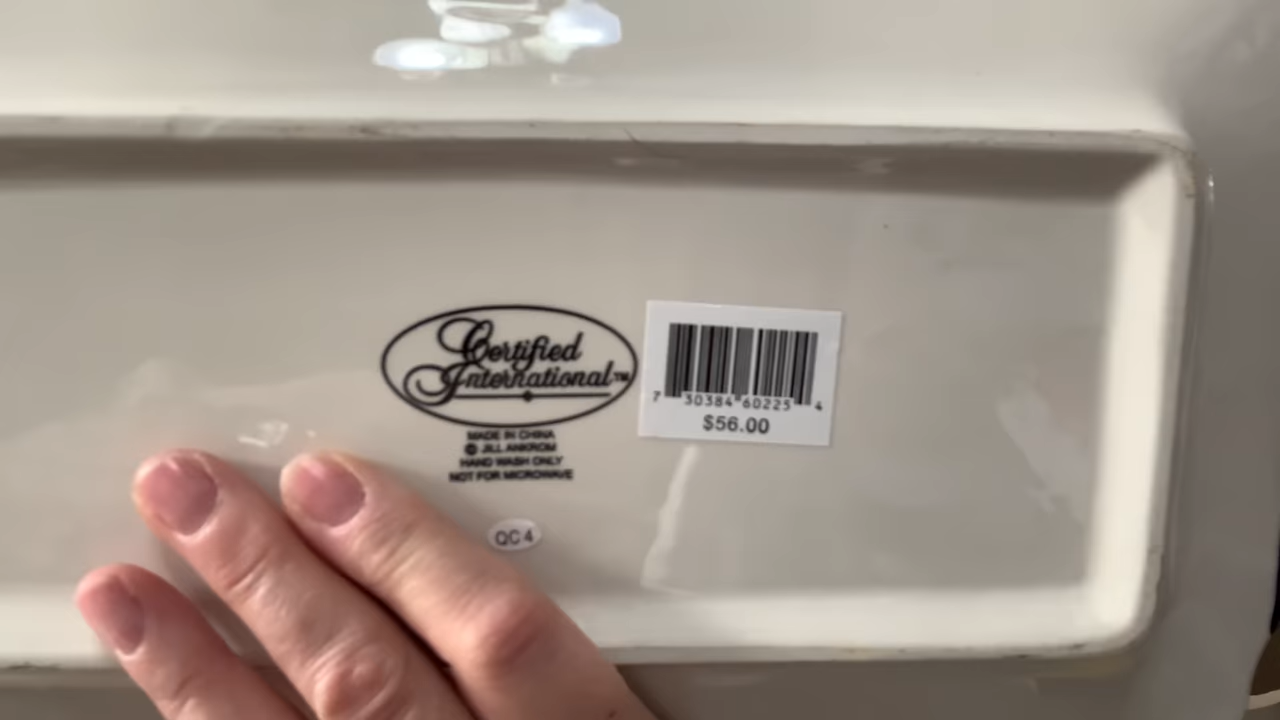 Certified
International™
MADE IN CHINA
© JILL ANKROM
HAND WASH ONLY
NOT FOR MICROWAVE
7 30384 60225 4
$56.00
QC 4